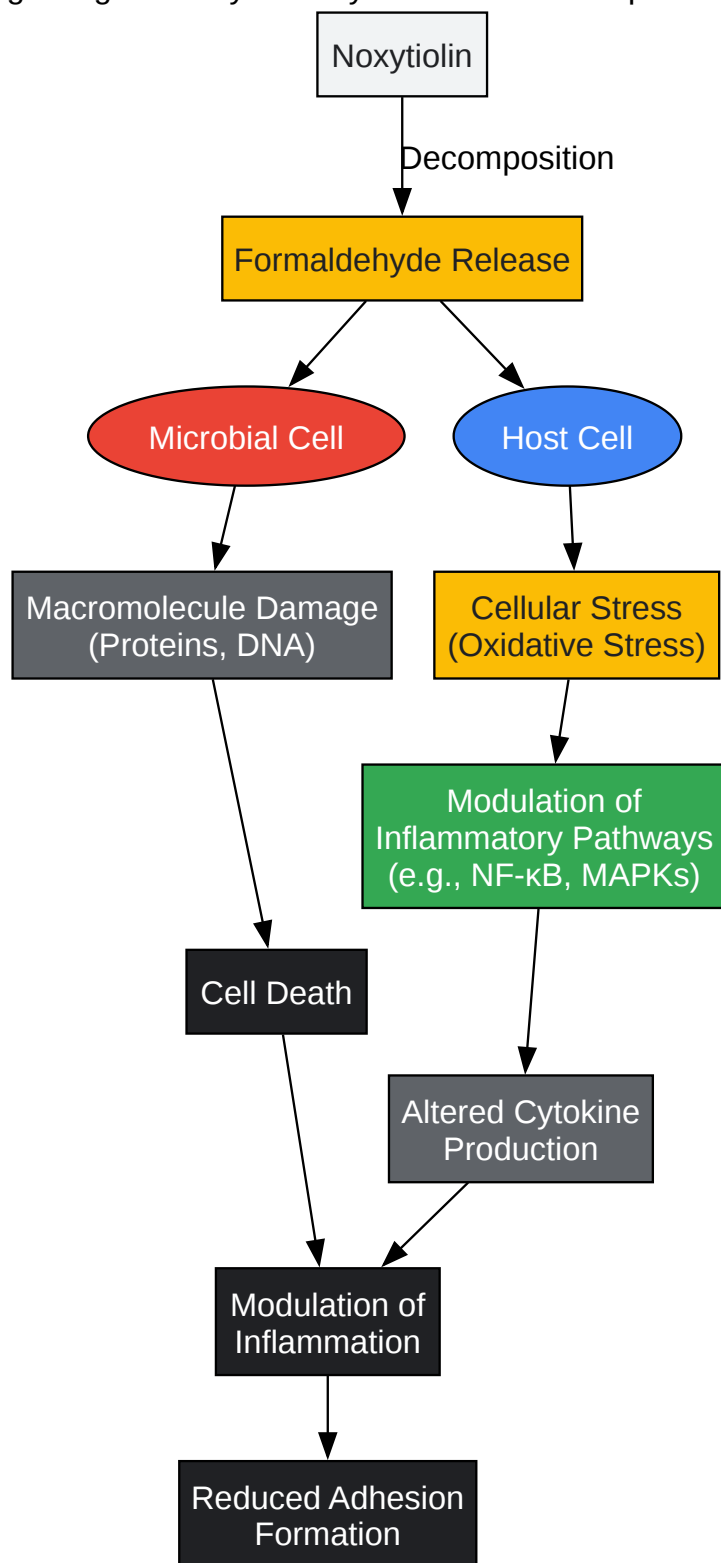 Noxytiolin
Decomposition
Formaldehyde Release
Microbial Cell
Host Cell
Macromolecule Damage
(Proteins, DNA)
Cellular Stress
(Oxidative Stress)
Modulation of
Inflammatory Pathways
(e.g., NF-κB, MAPKs)
Cell Death
Altered Cytokine
Production
Modulation of
Inflammation
Reduced Adhesion
Formation